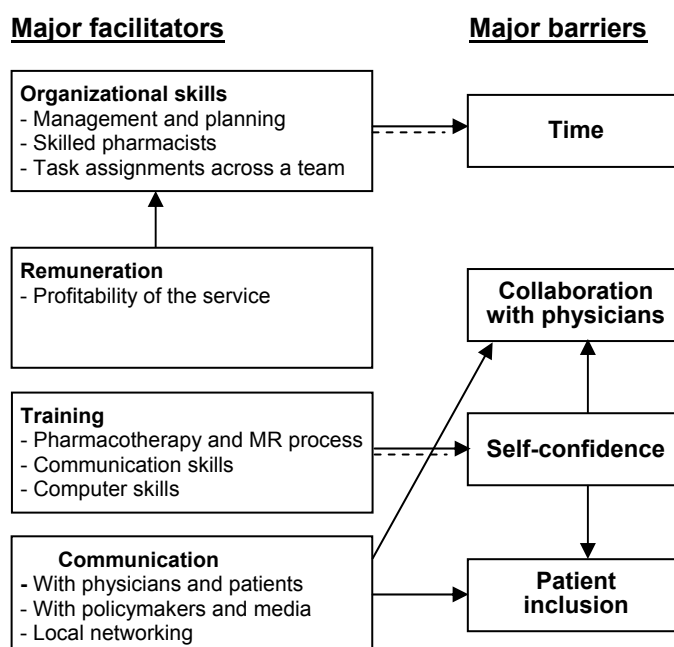 Major facilitators
Major barriers
Organizational skills
- Management and planning
- Skilled pharmacists
- Task assignments across a team
Time
Remuneration
- Profitability of the service
Collaboration
with physicians
Training
- Pharmacotherapy and MR process
- Communication skills
- Computer skills
Self-confidence
Communication
- With physicians and patients
- With policymakers and media
- Local networking
Patient
inclusion